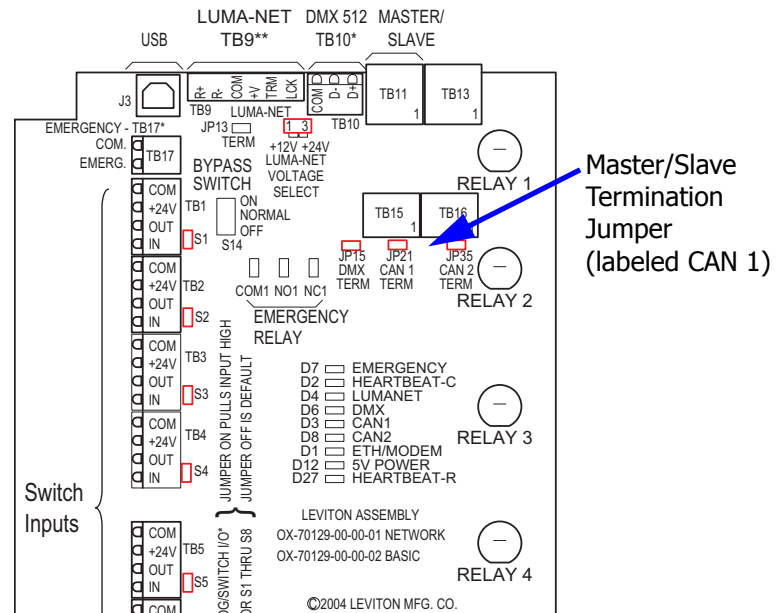 LUMA-NET DMX 512 MASTER/
USB TB9** TB10* SLAVE
J3
R+ R- COM +V TRM LCK
COM D- D+
TB11 1
TB13 1
TB9 LUMA-NET TB10
EMERGENCY - TB17*
COM.
EMERG.
TB17
JP13
TERM
1 3
+12V +24V
LUMA-NET
VOLTAGE
SELECT
BYPASS
SWITCH
ON
NORMAL
OFF
S14
RELAY 1
Master/Slave
Termination
Jumper
(labeled CAN 1)
TB15 1
TB16
JP15
DMX
TERM
JP21
CAN 1
TERM
JP35
CAN 2
TERM
RELAY 2
COM
+24V
OUT
IN
TB1
S1
COM
+24V
OUT
IN
TB2
S2
COM
+24V
OUT
IN
TB3
S3
COM
+24V
OUT
IN
TB4
S4
COM
+24V
OUT
IN
TB5
S5
COM
Switch
Inputs
COM1 NO1 NC1
EMERGENCY
RELAY
JUMPER ON PULLS INPUT HIGH
JUMPER OFF IS DEFAULT
OG/SWITCH I/O*
OR S1 THRU S8
D7 EMERGENCY
D2 HEARTBEAT-C
D4 LUMANET
D6 DMX
D3 CAN1
D8 CAN2
D1 ETH/MODEM
D12 5V POWER
D27 HEARTBEAT-R
RELAY 3
LEVITON ASSEMBLY
OX-70129-00-00-01 NETWORK
OX-70129-00-00-02 BASIC
RELAY 4
©2004 LEVITON MFG. CO.